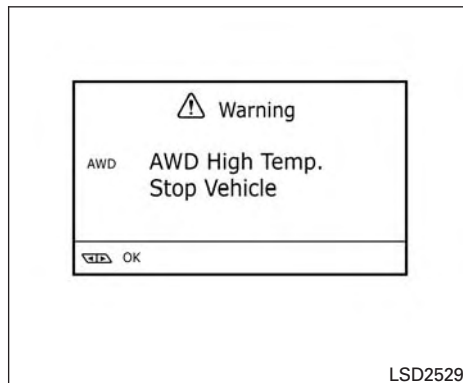 Warning
AWD AWD High Temp.
Stop Vehicle
OK
LSD2529